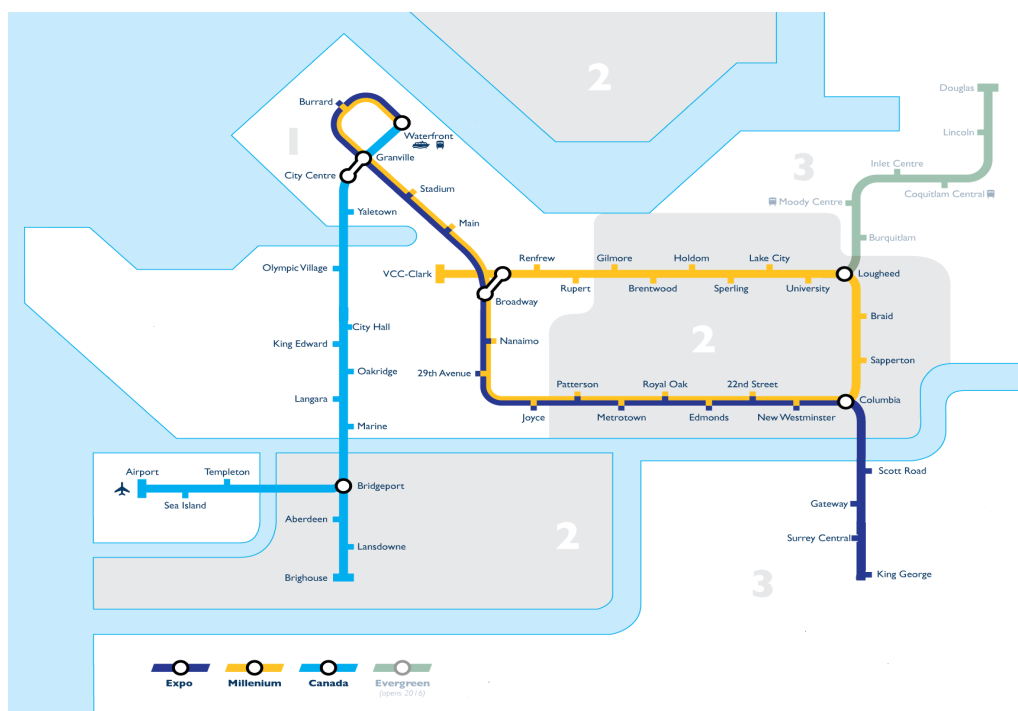 2
Douglas
Burrard
Lincoln
Waterfront
1
Granville
3
Inlet Centre
City Centre
Stadium
Coquitlam Central
Moody Centre
Yaletown
Main
Burquitlam
Olympic Village
VCC-Clark
Renfrew
Gilmore
Holdom
Lake City
Lougheed
Rupert
Brentwood
Sperling
University
Broadway
Braid
City Hall
King Edward
Nanaimo
2
Sapperton
Oakridge
29th Avenue
Patterson
Royal Oak
22nd Street
Langara
Columbia
Joyce
Metrotown
Edmonds
New Westminster
Marine
Airport
Templeton
Scott Road
Bridgeport
Sea Island
Gateway
Aberdeen
2
Surrey Central
Lansdowne
King George
Brighouse
3
Expo
Millenium
Canada
Evergreen
(opens 2016)